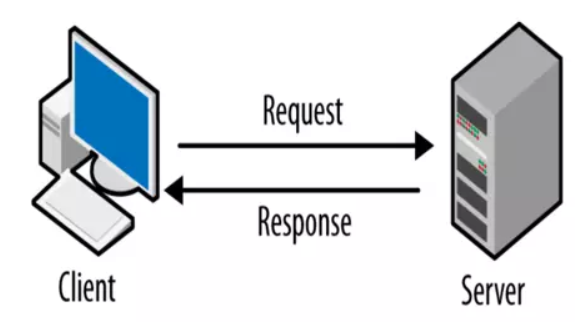 Request
Response
Client
Server